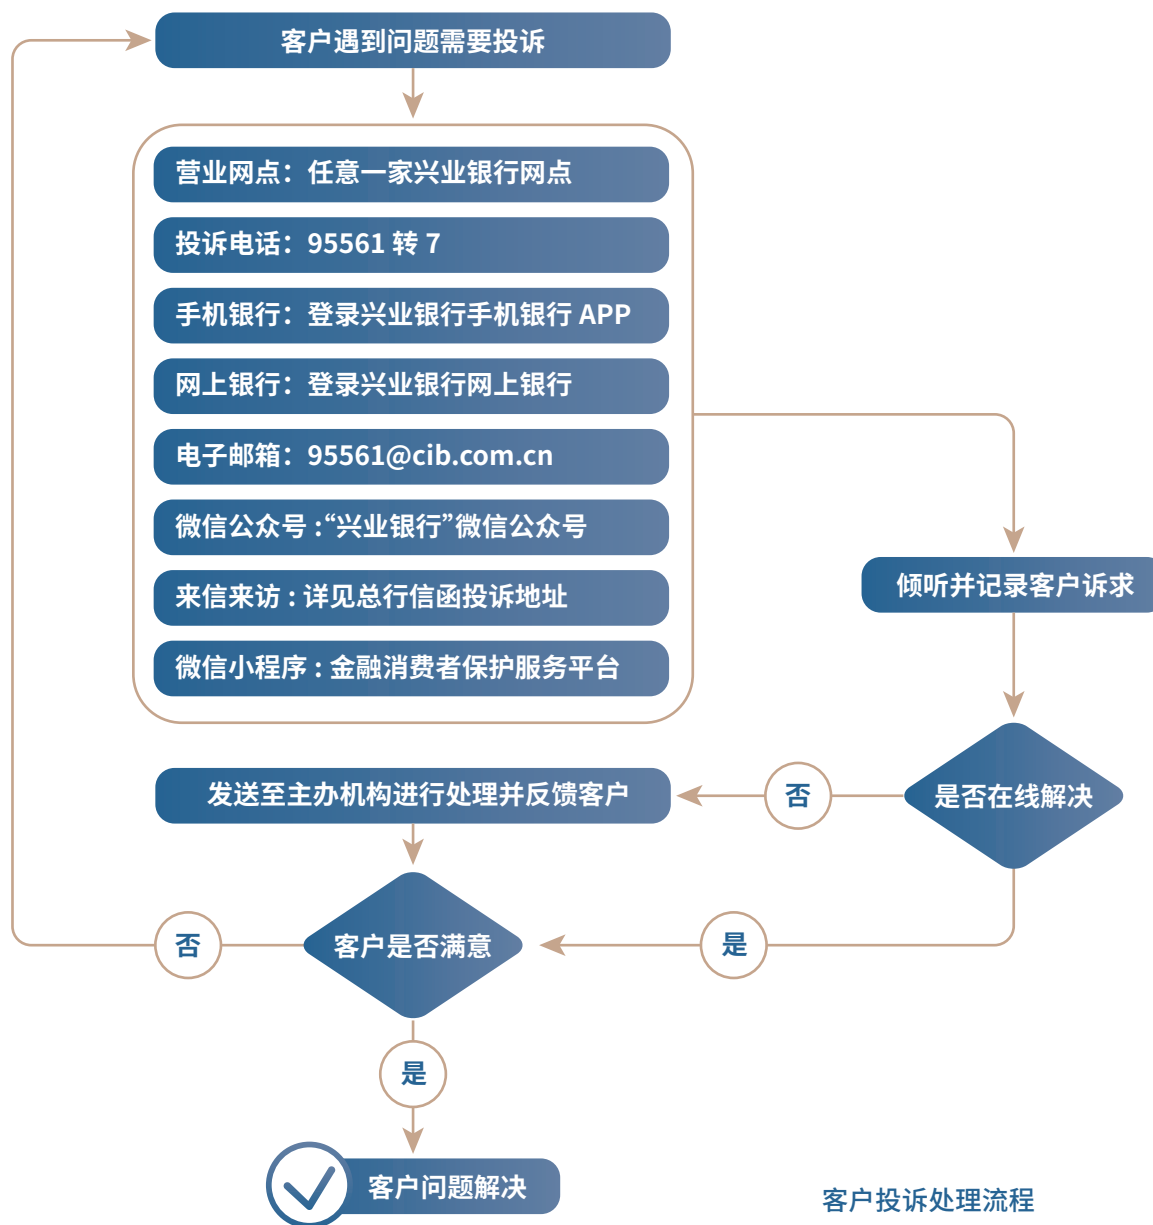 客户遇到问题需要投诉
营业网点：任意一家兴业银行网点
投诉电话：95561 转 7
手机银行：登录兴业银行手机银行 APP
网上银行：登录兴业银行网上银行
电子邮箱：95561@cib.com.cn
微信公众号 :“兴业银行”微信公众号
来信来访 : 详见总行信函投诉地址
微信小程序 : 金融消费者保护服务平台
倾听并记录客户诉求
是否在线解决
否
发送至主办机构进行处理并反馈客户
是
客户是否满意
否
是
客户问题解决
客户投诉处理流程